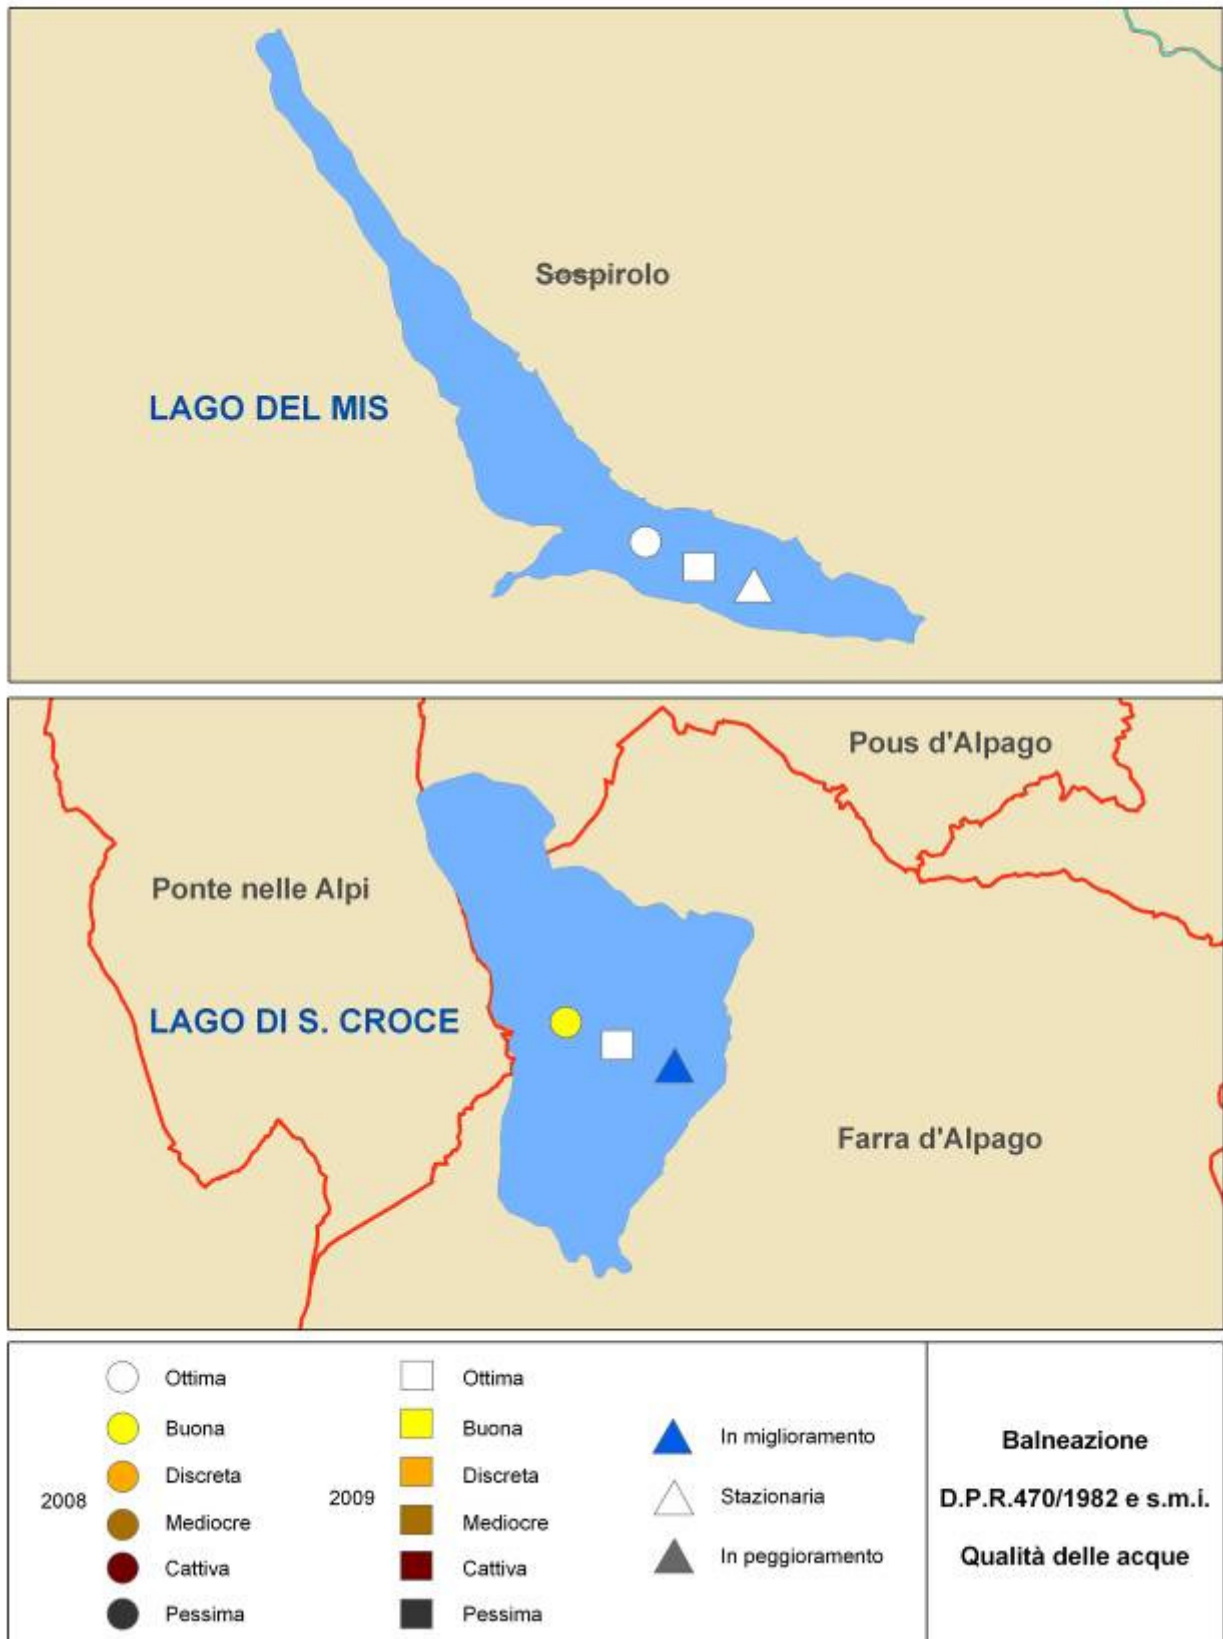 Sospirolo
LAGO DEL MIS
Pous d'Alpago
Ponte nelle Alpi
LAGO DI S. CROCE
Farra d'Alpago
2008
Ottima
Buona
Discreta
Mediocre
Cattiva
Pessima
2009
Ottima
Buona
Discreta
Mediocre
Cattiva
Pessima
In miglioramento
Stazionaria
In peggioramento
Balneazione
D.P.R.470/1982 e s.m.i.
Qualità delle acque